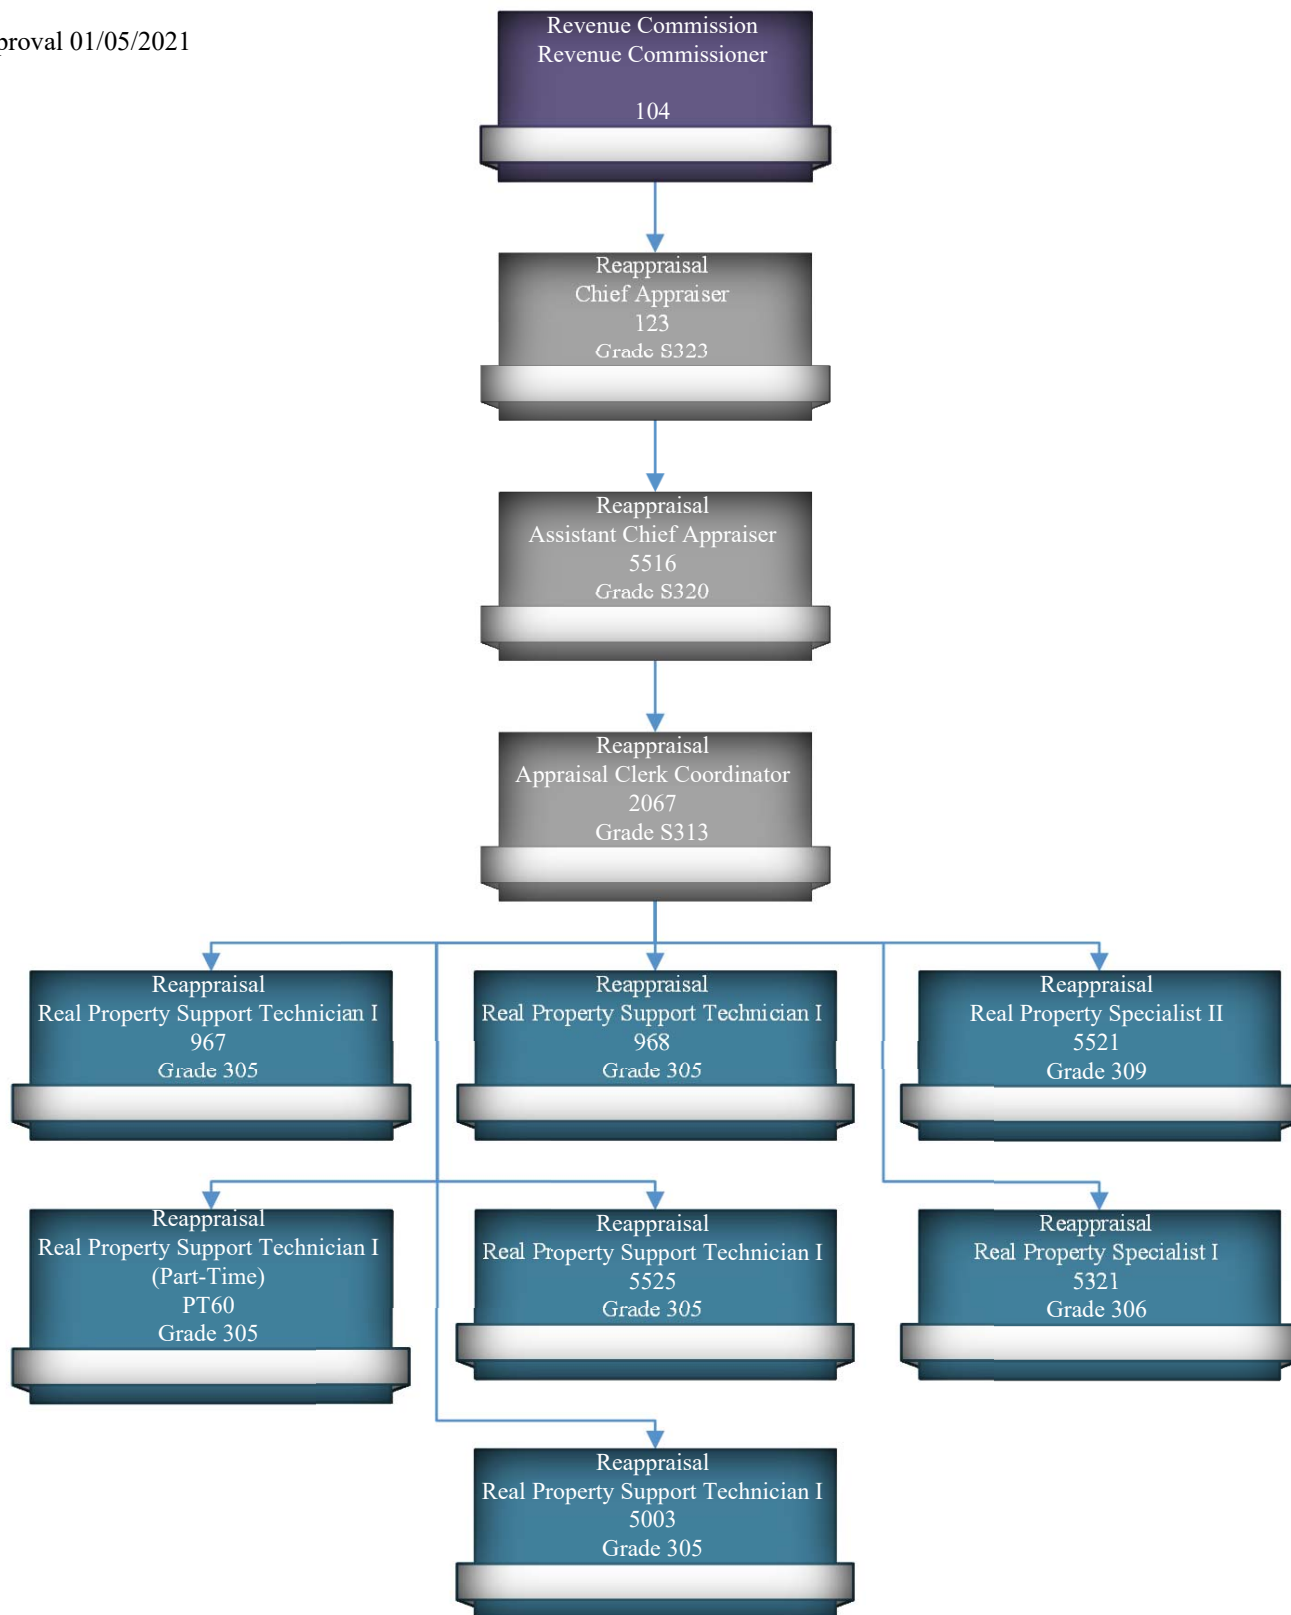 proval 01/05/2021
Revenue Commission
Revenue Commissioner
104
Reappraisal
Chief Appraiser
123
Grade S323
Reappraisal
Assistant Chief Appraiser
5516
Grade S320
Reappraisal
Appraisal Clerk Coordinator
2067
Grade S313
Reappraisal
Real Property Support Technician I
967
Grade 305
Reappraisal
Real Property Support Technician I
968
Grade 305
Reappraisal
Real Property Specialist II
5521
Grade 309
Reappraisal
Real Property Support Technician I
(Part-Time)
PT60
Grade 305
Reappraisal
Real Property Support Technician I
5525
Grade 305
Reappraisal
Real Property Specialist I
5321
Grade 306
Reappraisal
Real Property Support Technician I
5003
Grade 305